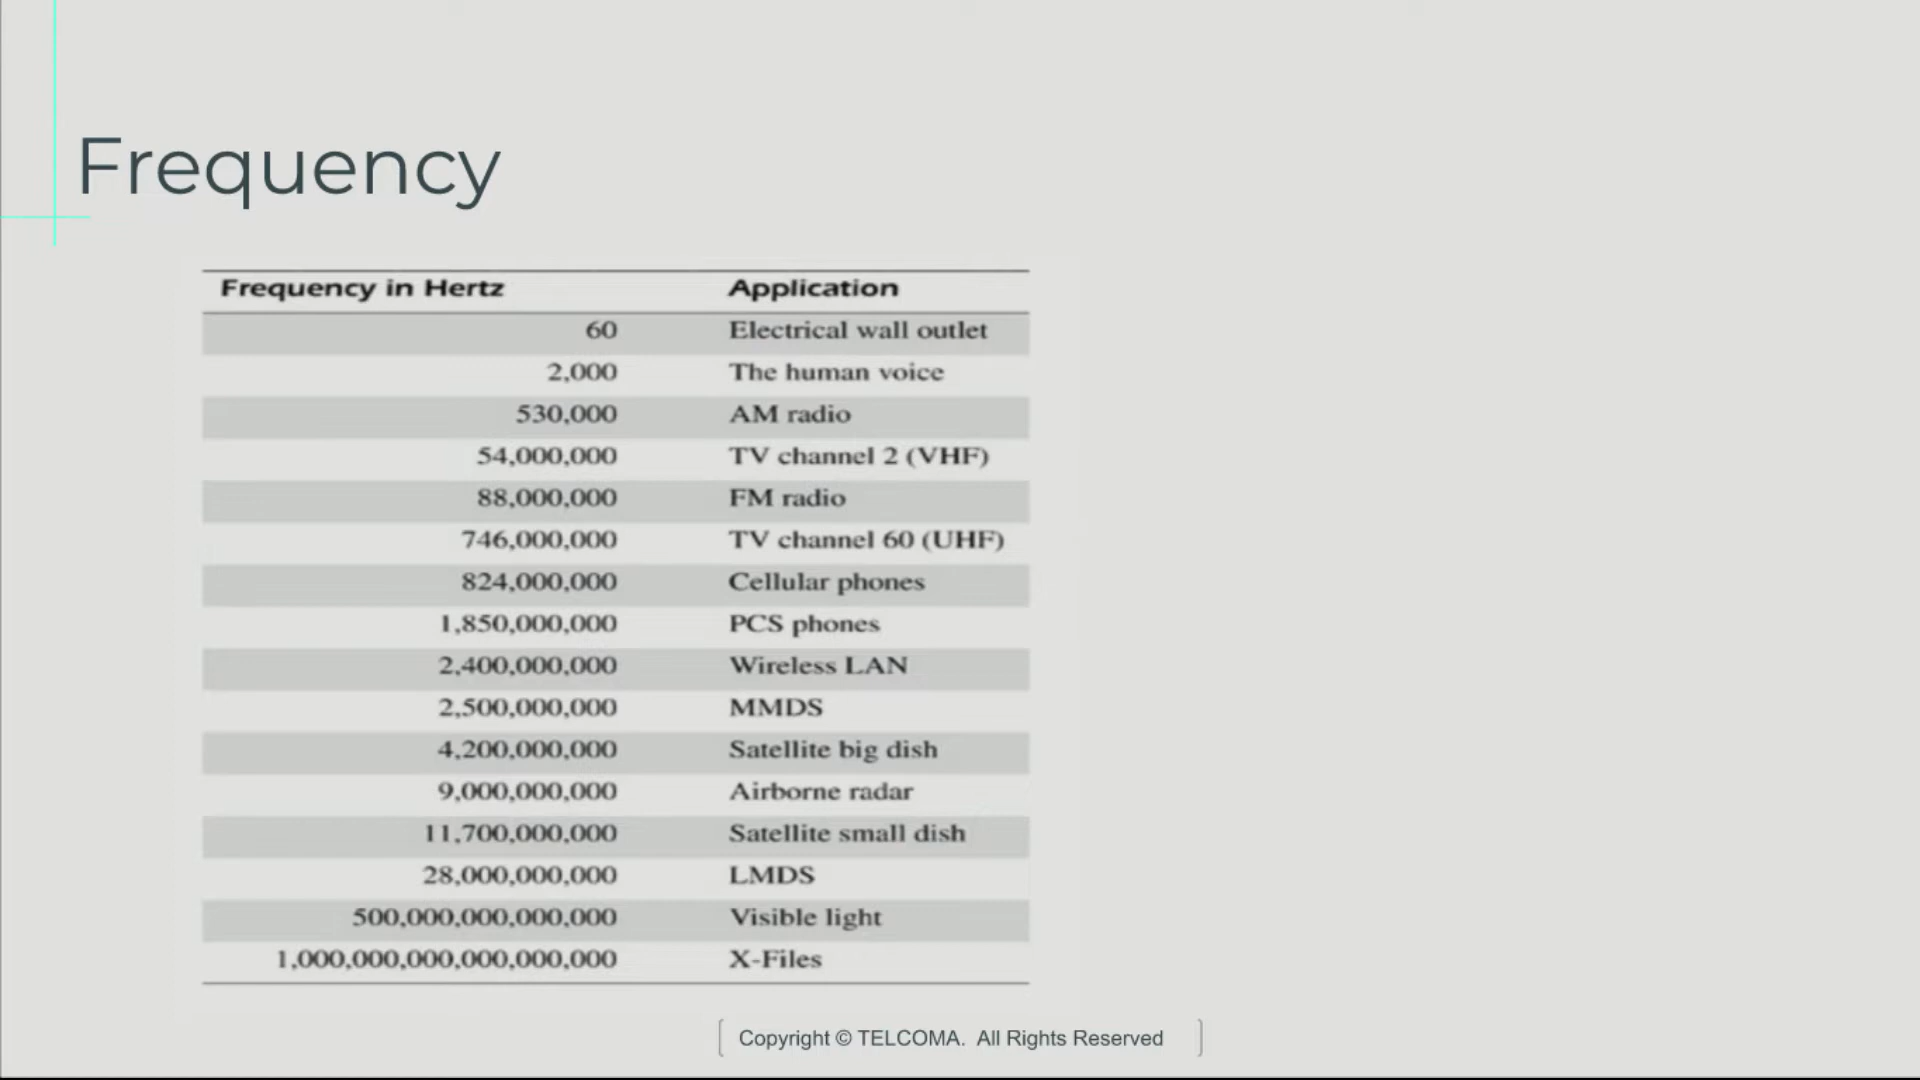 Frequency
Frequency in Hertz Application
60 Electrical wall outlet
2,000 The human voice
530,000 AM radio
54,000,000 TV channel 2 (VHF)
88,000,000 FM radio
746,000,000 TV channel 60 (UHF)
824,000,000 Cellular phones
1,850,000,000 PCS phones
2,400,000,000 Wireless LAN
2,500,000,000 MMDS
4,200,000,000 Satellite big dish
9,000,000,000 Airborne radar
11,700,000,000 Satellite small dish
28,000,000,000 LMDS
500,000,000,000,000 Visible light
1,000,000,000,000,000,000 X-Files
Copyright © TELCOMA. All Rights Reserved